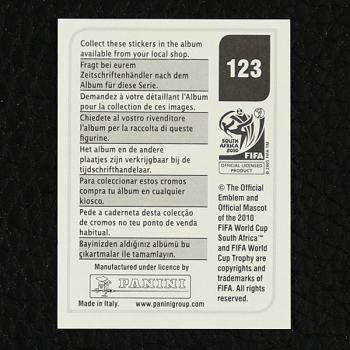 Collect these stickers in the album
available from your local shop.
Fragt bei eurem
Zeitschriftenhändler nach dem
Album für diese Serie.
Demandez à votre détaillant l'Album
pour la collection de ces images.
Chiedete al vostro rivenditore
l'album per la raccolta di queste
figurine.
Het album en de andere
plaatjes zijn verkrijgbaar bij de
tijdschrifthandelaar.
Para coleccionar estos cromos
compra tu álbum en cualquier
kiosco.
Pede a caderneta desta colecção
de cromos no teu ponto de venda
habitual.
Bayinizden aldığınız albümü bu
çıkartmalar ile tamamlayın.
Manufactured under licence by
PANINI
Made in Italy.
www.paninigroup.com
123
SOUTH AFRICA
2010
FIFA
OFFICIAL LICENSED
PRODUCT
© 2005 FIFA TM
© The Official
Emblem and
Official Mascot
of the 2010
FIFA World Cup
South Africa™
and FIFA World
Cup Trophy are
copyrights and
trademarks of
FIFA. All rights
reserved.